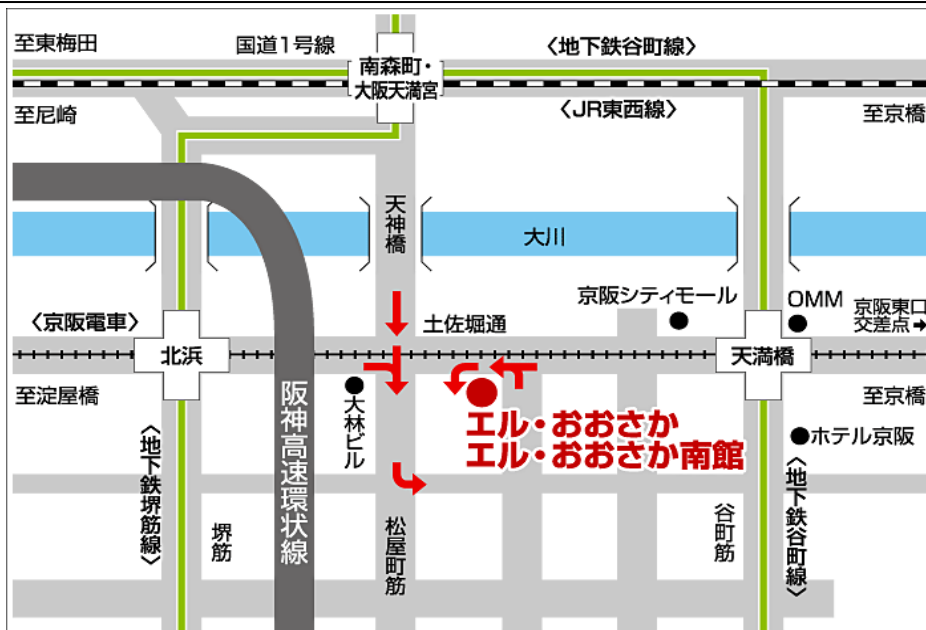 至東梅田
国道1号線
〈地下鉄谷町線〉
南森町・
大阪天満宮
至尼崎
〈JR東西線〉
至京橋
天神橋
大川
京阪シティモール
OMM
京阪東口
交差点➡
〈京阪電車〉
土佐堀通
北浜
天満橋
至淀屋橋
阪神高速環状線
大林ビル
エル・おおさか
エル・おおさか南館
至京橋
ホテル京阪
〈地下鉄堺筋線〉
堺筋
松屋町筋
谷町筋
〈地下鉄谷町線〉